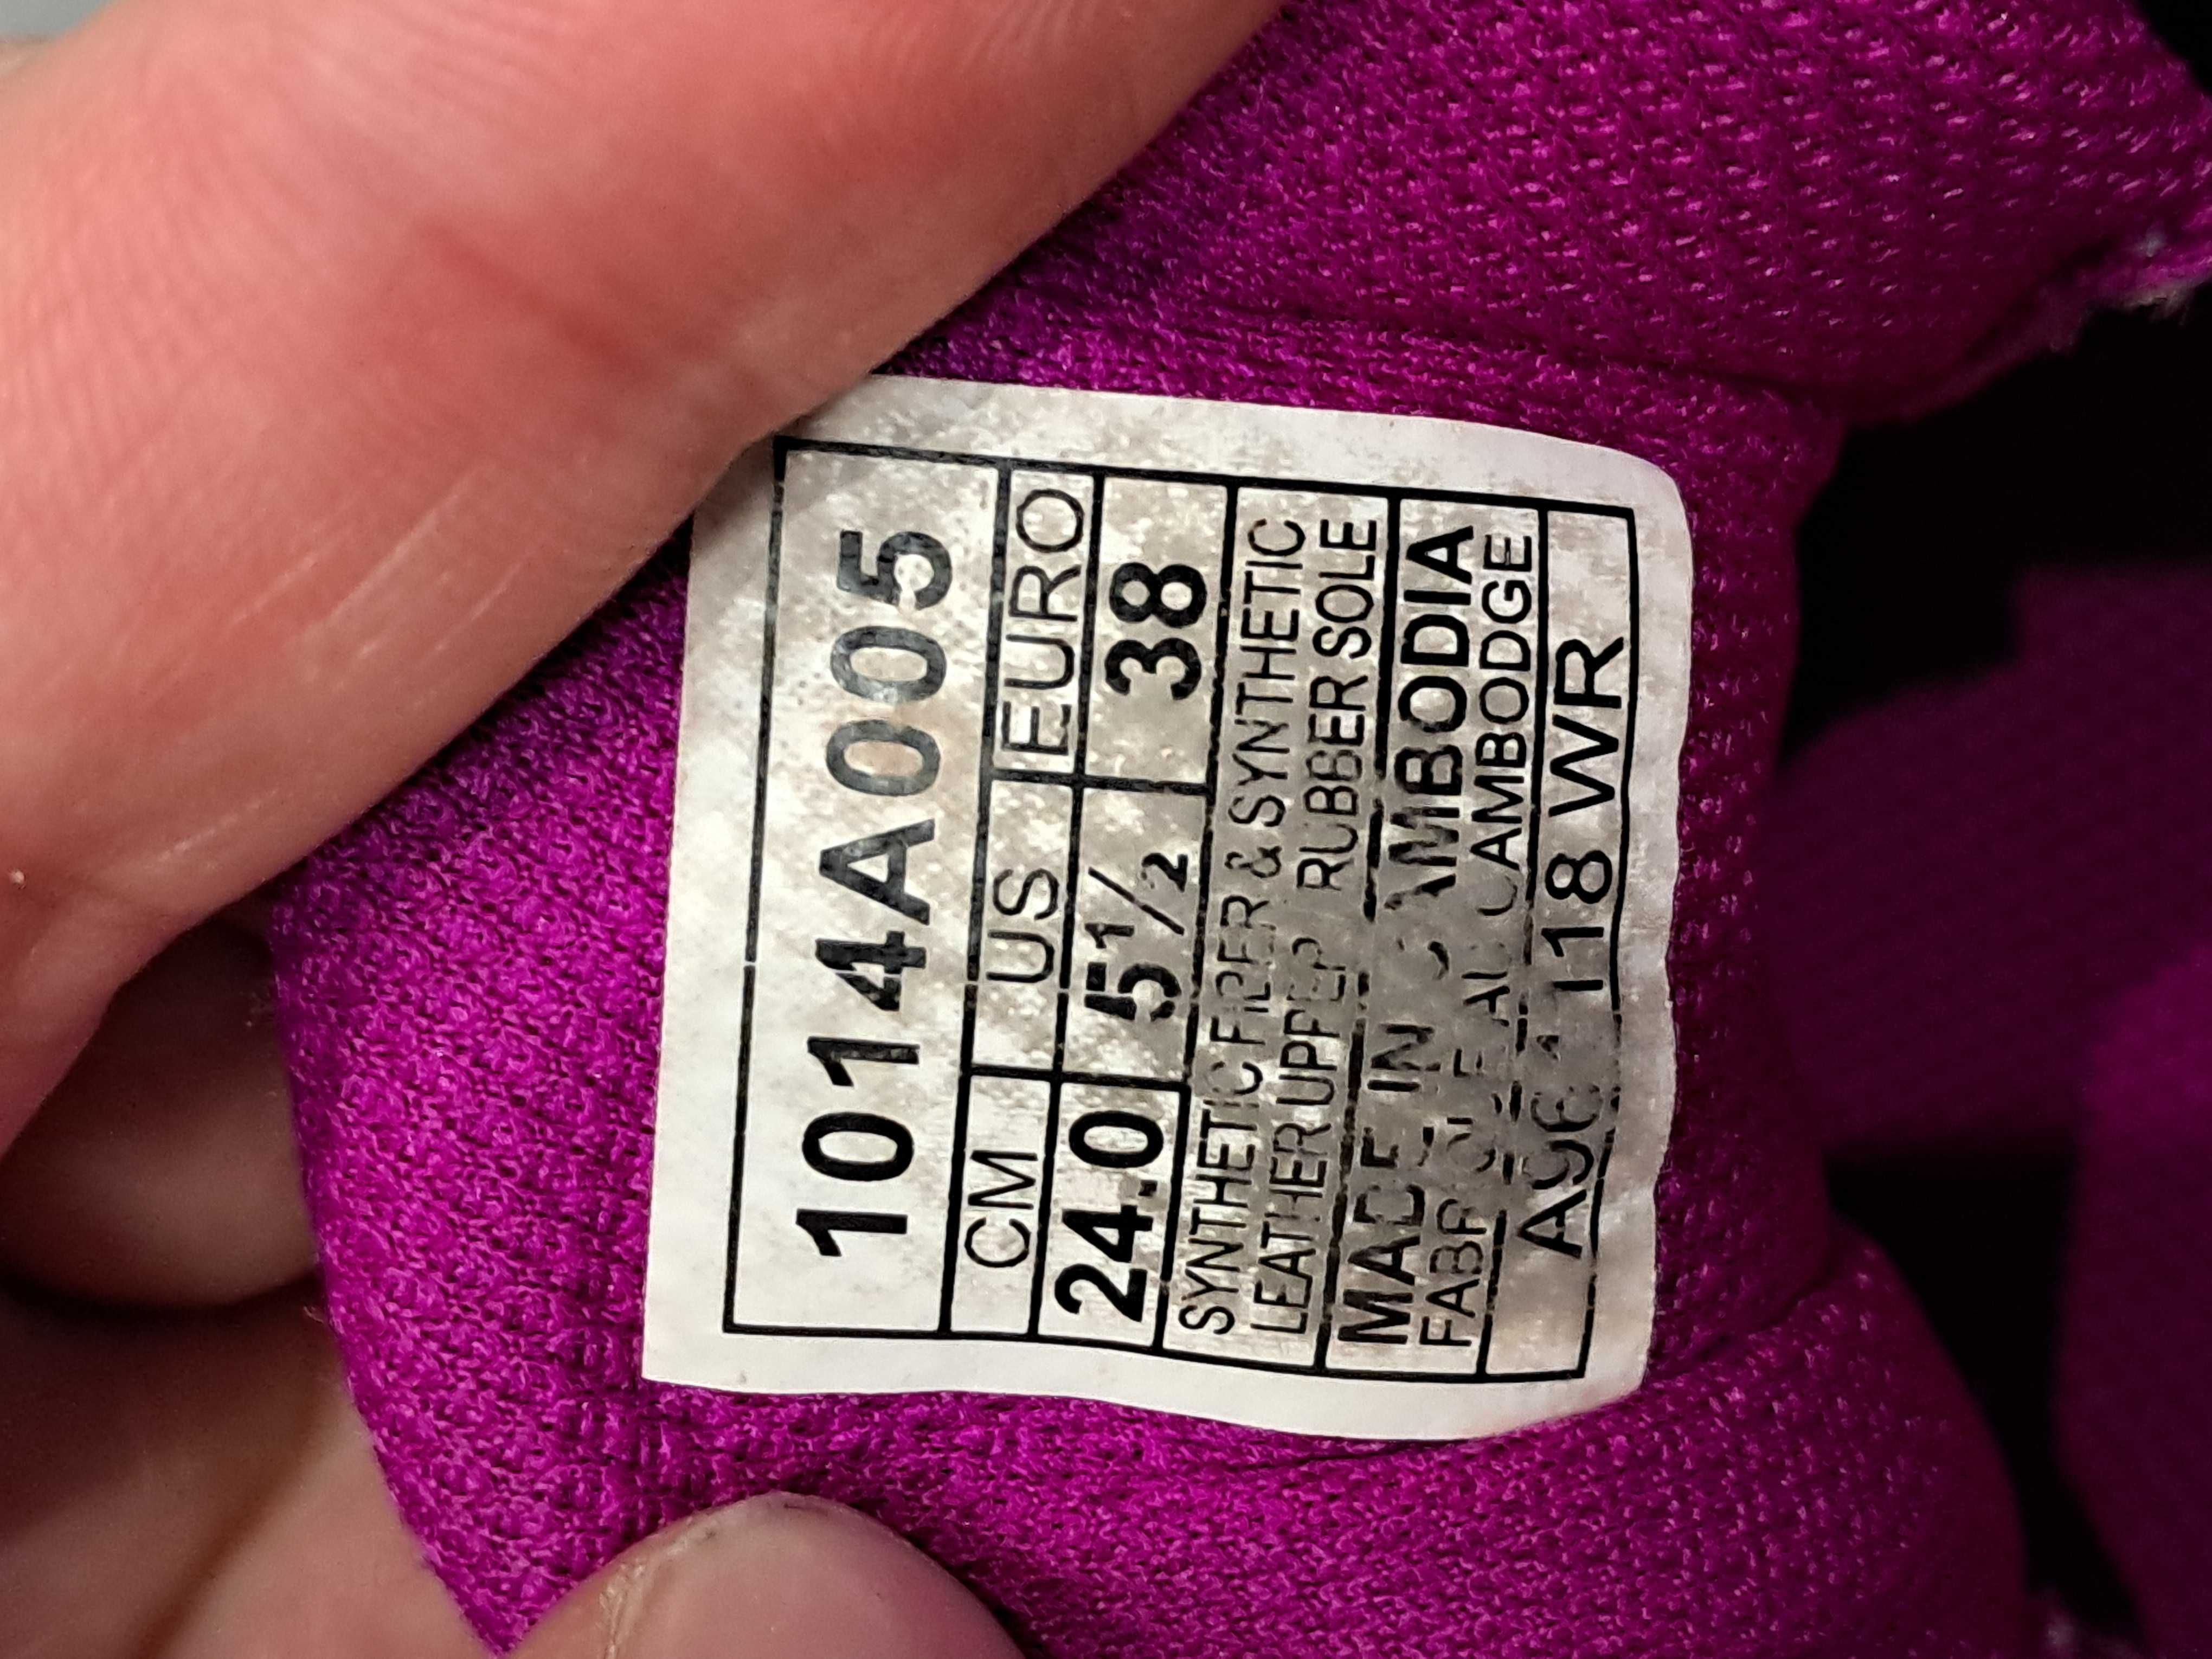 1014A005
CM US EURO
24.0 5½ 38
SYNTHETIC FIBER & SYNTHETIC
LEATHER UPPER RUBBER SOLE
MADE IN CAMBODIA
FABRIQUE AU CAMBODGE
118 WR